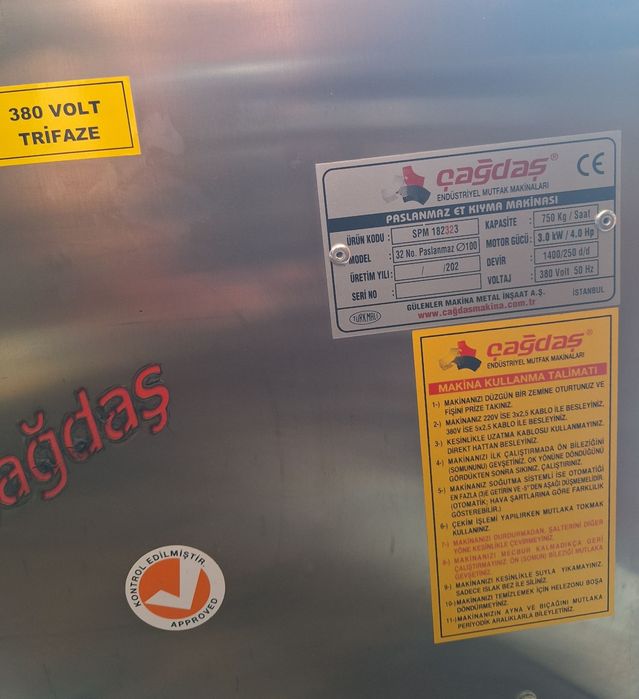 380 VOLT
TRİFAZE
çağdaş®
ENDÜSTRİYEL MUTFAK MAKİNALARI
CE
PASLANMAZ ET KIYMA MAKİNASI
ÜRÜN KODU : SPM 182323
KAPASİTE : 750 Kg / Saat
MODEL : 32 No. Paslanmaz Ø100
MOTOR GÜCÜ : 3.0 kW / 4.0 Hp
ÜRETİM YILI : / /202
DEVİR : 1400/250 d/d
SERİ NO :
VOLTAJ : 380 Volt 50 Hz
TÜRK MALI
GÜLENLER MAKİNA METAL İNŞAAT A.Ş.
İSTANBUL
www.cağdasmakina.com.tr
çağdaş®
ENDÜSTRİYEL MUTFAK MAKİNALARI
MAKİNA KULLANMA TALİMATI
1-) MAKİNANIZI DÜZGÜN BİR ZEMİNE OTURTUNUZ VE
FİŞİNİ PRİZE TAKINIZ.
2-) MAKİNANIZ 220V İSE 3x2,5 KABLO İLE BESLEYİNİZ.
380V İSE 5x2,5 KABLO İLE BESLEYİNİZ.
3-) KESİNLİKLE UZATMA KABLOSU KULLANMAYINIZ.
DİREKT HATTAN BESLEYİNİZ.
4-) MAKİNANIZI İLK ÇALIŞTIRMADA ÖN BİLEZİĞİNİ
(SOMUNUNU) GEVŞETİNİZ. OK YÖNÜNE DÖNDÜĞÜNÜ
GÖRDÜKTEN SONRA SIKINIZ, ÇALIŞTIRINIZ.
5-) MAKİNANIZ SOĞUTMA SİSTEMLİ İSE OTOMATİĞİ
EN FAZLA (3)'E GETİRİN VE -5°'DEN AŞAĞI DÜŞMEMELİDİR.
(OTOMATİK; HAVA ŞARTLARINA GÖRE FARKLILIK
GÖSTEREBİLİR.)
6-) ÇEKİM İŞLEMİ YAPILIRKEN MUTLAKA TOKMAK
KULLANINIZ.
7-) MAKİNANIZI DURDURMADAN, ŞALTERİNİ DİĞER
YÖNE KESİNLİKLE ÇEVİRMEYİNİZ.
8-) MAKİNANIZI MECBUR KALMADIKÇA GERİ
ÇALIŞTIRMAYINIZ. ÖN (SOMUN) BİLEZİĞİ MUTLAKA
GEVŞETİNİZ.
9-) MAKİNANIZI KESİNLİKLE SUYLA YIKAMAYINIZ.
SADECE ISLAK BEZ İLE SİLİNİZ.
10-) MAKİNANIZI TEMİZLEMEK İÇİN HELEZONU BOŞA
DÖNDÜRMEYİNİZ.
11-) MAKİNANIZIN AYNA VE BIÇAĞINI MUTLAKA
PERİYODİK ARALIKLARLA BİLEYLETİNİZ.
ağdaş
KONTROL EDİLMİŞTİR.
APPROVED